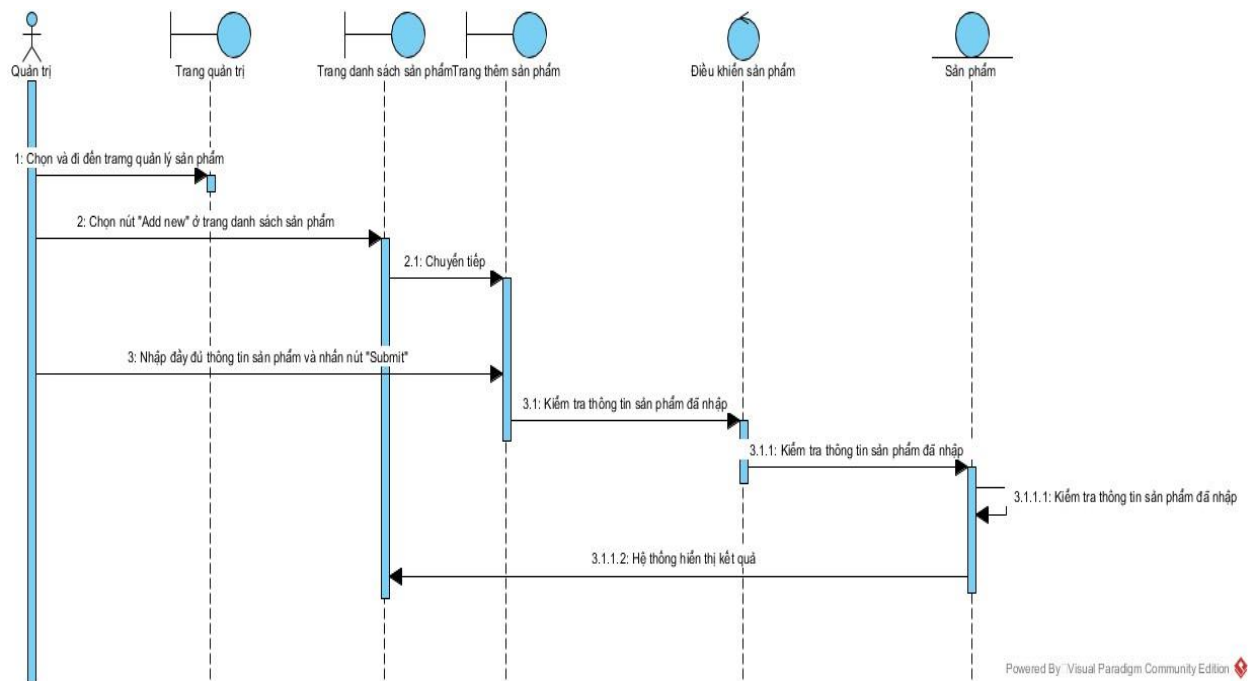 Quản trị
Trang quản trị
Trang danh sách sản phẩm
Trang thêm sản phẩm
Điều khiển sản phẩm
Sản phẩm
1: Chọn và đi đến tramg quản lý sản phẩm
2: Chọn nút "Add new" ở trang danh sách sản phẩm
2.1: Chuyển tiếp
3: Nhập đầy đủ thông tin sản phẩm và nhấn nút "Submit"
3.1: Kiểm tra thông tin sản phẩm đã nhập
3.1.1: Kiểm tra thông tin sản phẩm đã nhập
3.1.1.1: Kiểm tra thông tin sản phẩm đã nhập
3.1.1.2: Hệ thống hiển thị kết quả
Powered By Visual Paradigm Community Edition